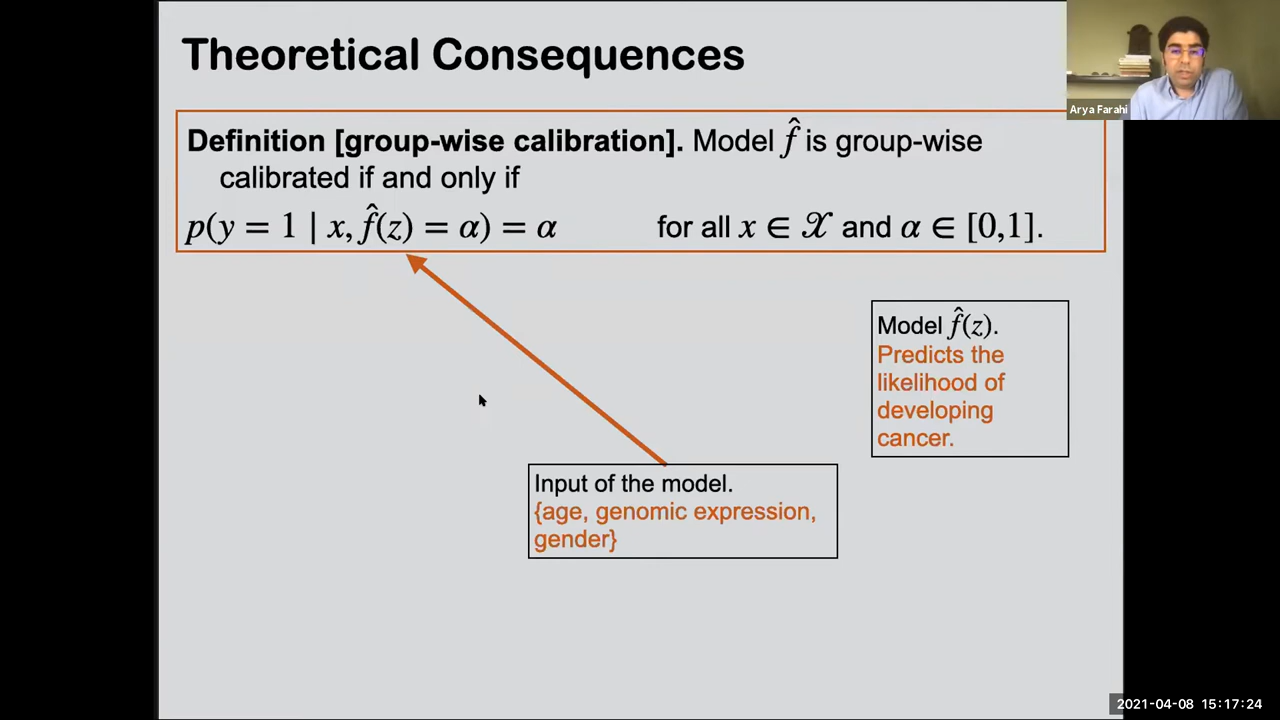 Theoretical Consequences
Arya Farahi
Definition [group-wise calibration]. Model f̂ is group-wise
calibrated if and only if
p(y = 1 | x, f̂(z) = α) = α for all x ∈ 𝒳 and α ∈ [0,1].
Model f̂(z).
Predicts the
likelihood of
developing
cancer.
Input of the model.
{age, genomic expression,
gender}
2021-04-08 15:17:24